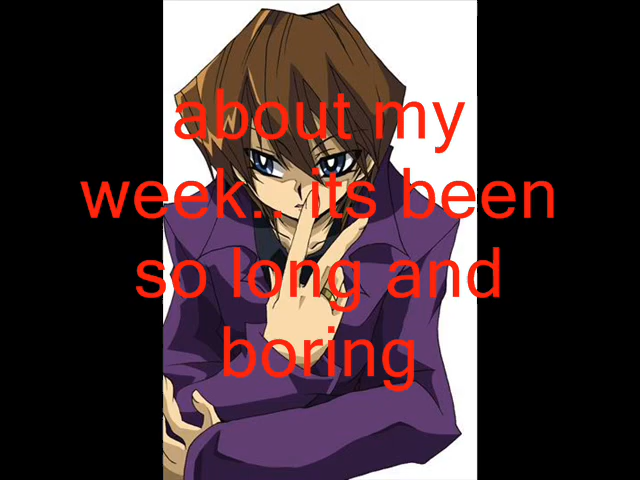 about my
week.. its been
so long and
boring